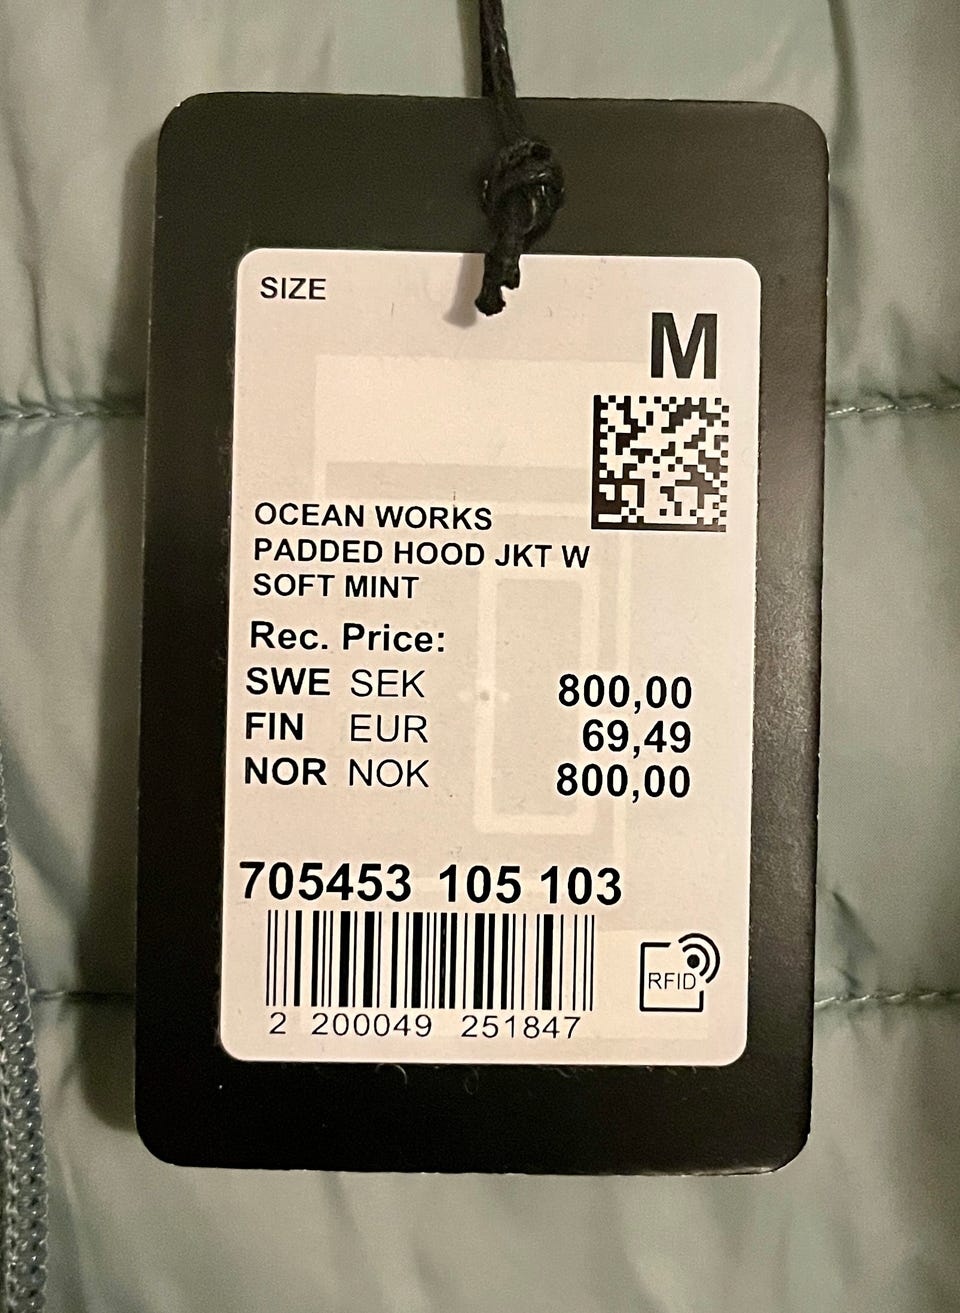 SIZE
M
OCEAN WORKS
PADDED HOOD JKT W
SOFT MINT
Rec. Price:
SWE SEK 800,00
FIN EUR 69,49
NOR NOK 800,00
705453 105 103
RFID
2 200049 251847